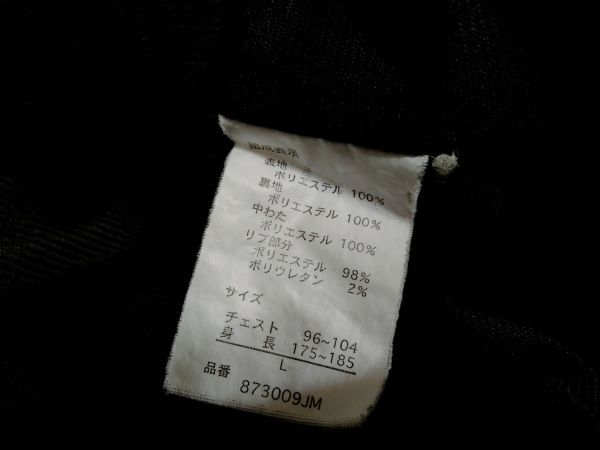 組成表示
表地
ポリエステル 100%
裏地
ポリエステル 100%
中わた
ポリエステル 100%
リブ部分
ポリエステル 98%
ポリウレタン 2%
サイズ
チェスト 96~104
身長 175~185
L
品番 873009JM